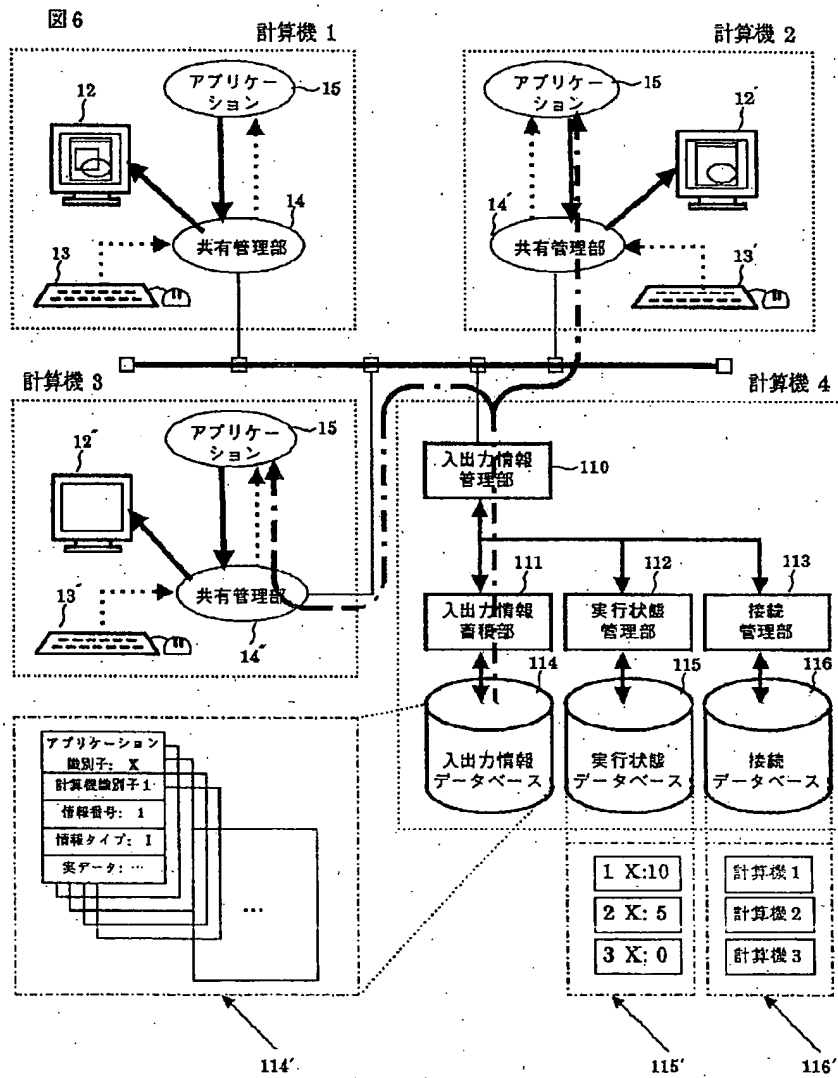 図6
計算機 1
計算機 2
アプリケー
ション
15
12
14
共有管理部
13
アプリケー
ション
15
12′
14′
共有管理部
13′
計算機 3
計算機 4
アプリケー
ション
15
12″
共有管理部
13″
14″
入出力情報
管理部
110
111
112
113
入出力情報
蓄積部
実行状態
管理部
接続
管理部
114
115
116
入出力情報
データベース
実行状態
データベース
接続
データベース
アプリケーション
識別子: X
計算機識別子1
情報番号: 1
情報タイプ: I
実データ: …
…
1 X:10
2 X: 5
3 X: 0
計算機1
計算機2
計算機3
114′
115′
116′